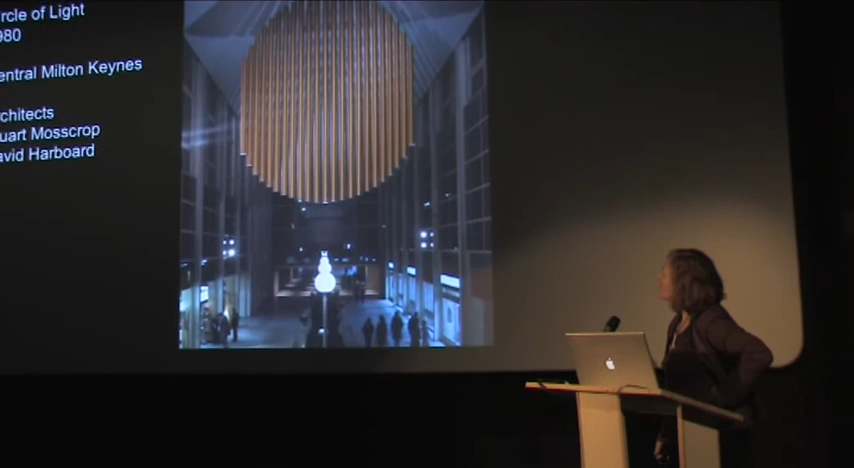 rcle of Light
980
entral Milton Keynes
rchitects
uart Mosscrop
avid Harboard